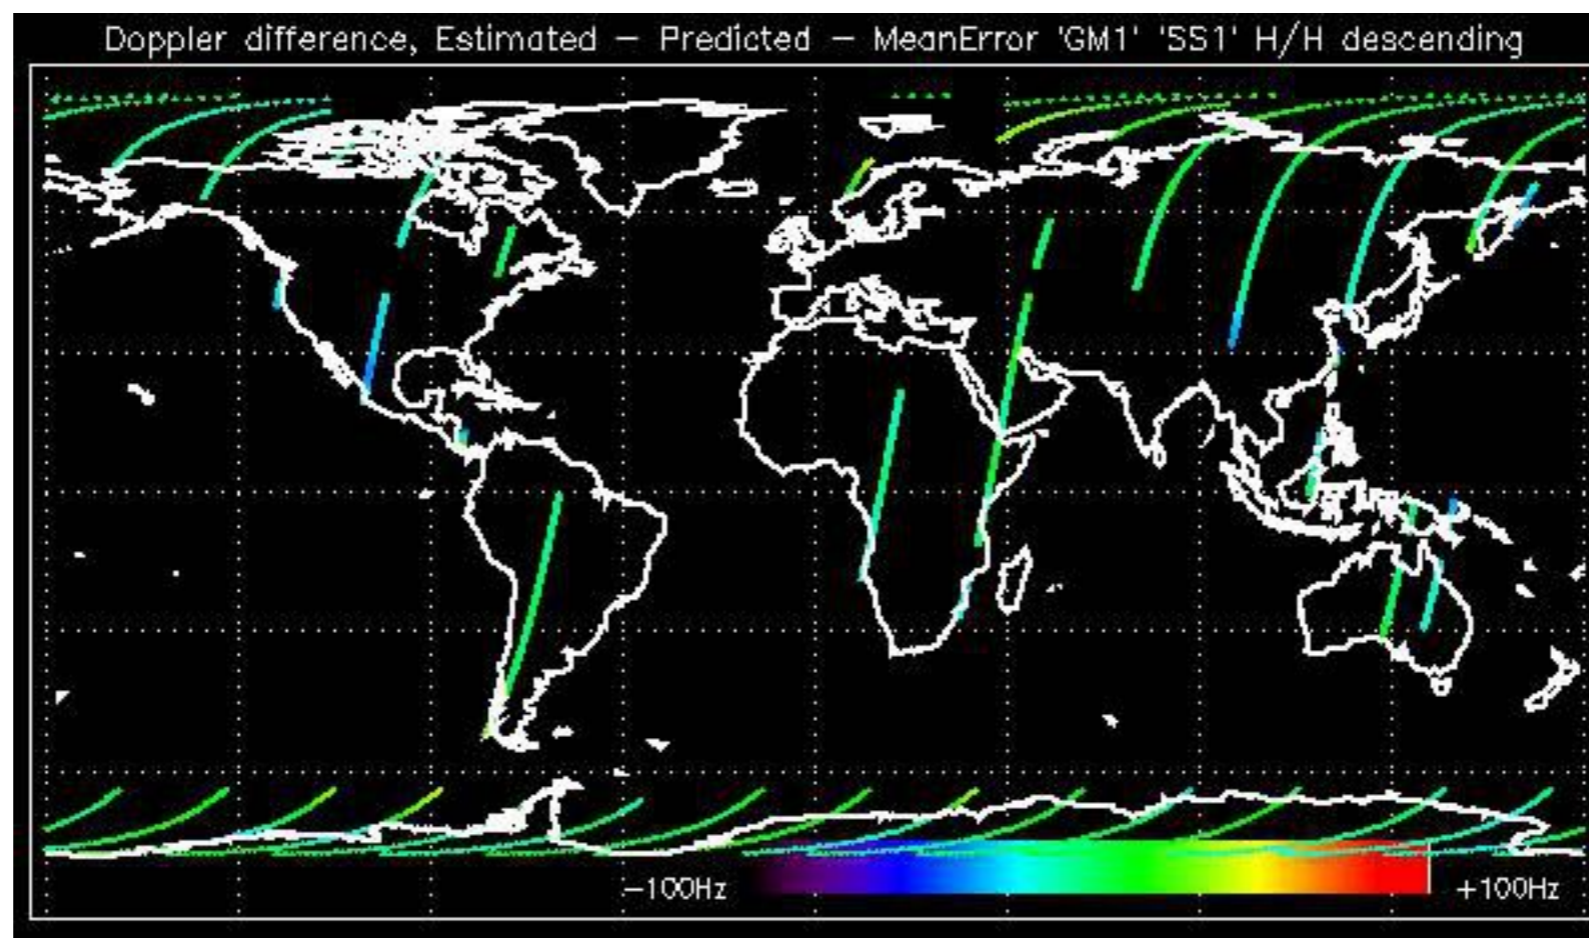 Doppler difference, Estimated – Predicted – MeanError 'GM1' 'SS1' H/H descending
-100Hz
+100Hz